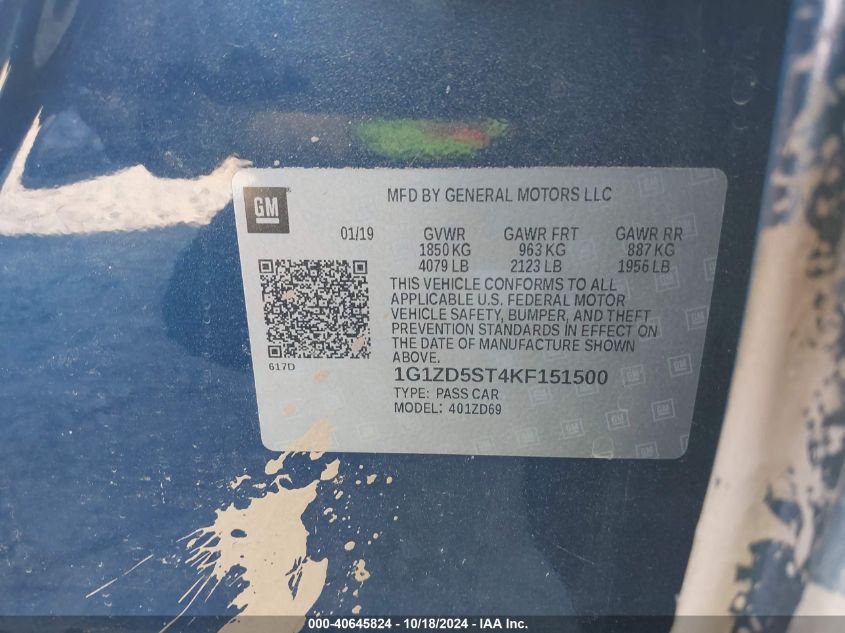 GM
MFD BY GENERAL MOTORS LLC
01/19 GVWR GAWR FRT GAWR RR
1850 KG 963 KG 887 KG
4079 LB 2123 LB 1956 LB
THIS VEHICLE CONFORMS TO ALL
APPLICABLE U.S. FEDERAL MOTOR
VEHICLE SAFETY, BUMPER, AND THEFT
PREVENTION STANDARDS IN EFFECT ON
THE DATE OF MANUFACTURE SHOWN
ABOVE.
617D
1G1ZD5ST4KF151500
TYPE: PASS CAR
MODEL: 401ZD69
000-40645824 - 10/18/2024 - IAA Inc.